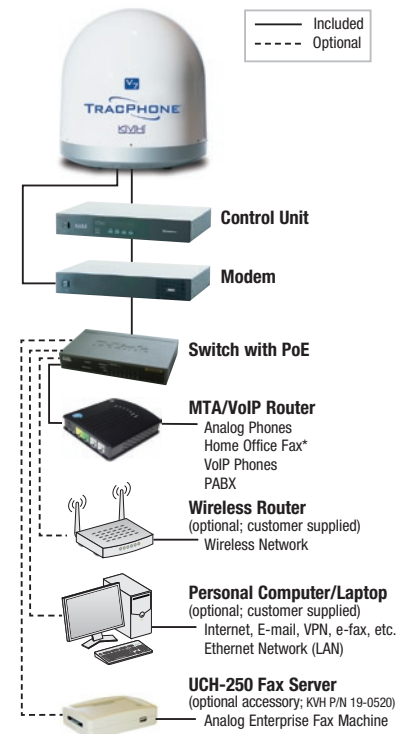 Included
Optional
V7
TRACPHONE
KVH
Control Unit
Modem
D-Link
Switch with PoE
MTA/VoIP Router
Analog Phones
Home Office Fax*
VoIP Phones
PABX
Wireless Router
(optional; customer supplied)
Wireless Network
Personal Computer/Laptop
(optional; customer supplied)
Internet, E-mail, VPN, e-fax, etc.
Ethernet Network (LAN)
UCH-250 Fax Server
(optional accessory; KVH P/N 19-0520)
Analog Enterprise Fax Machine